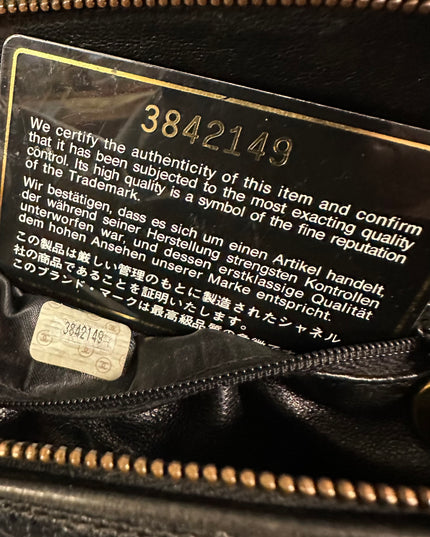 3842149
We certify the authenticity of this item and confirm
that it has been subjected to the most exacting quality
control. Its high quality is a symbol of the fine reputation
of the Trademark.
Wir bestätigen, dass es sich um einen Artikel handelt,
der während seiner Herstellung strengsten Kontrollen
unterworfen war, und dessen erstklassige Qualität
dem hohen Ansehen unserer Marke entspricht.
この製品は厳しい管理のもとに製造されたシャネル
社の商品であることを証明いたします。
このブランド・マークは最高級品質の
3842149